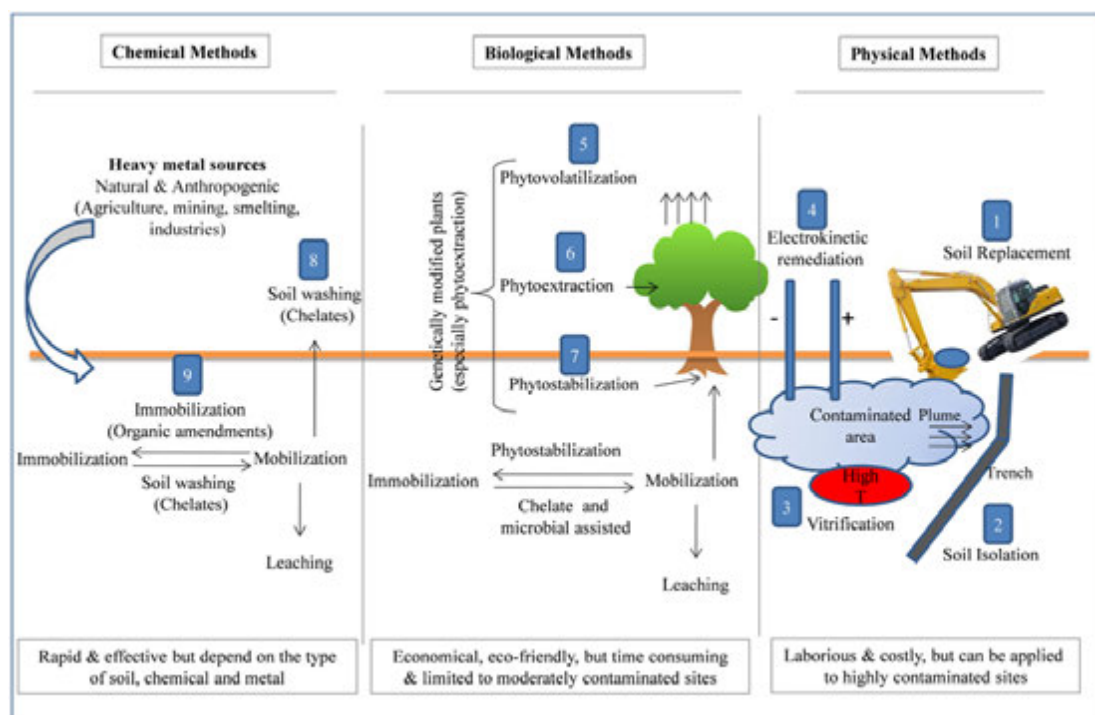 Chemical Methods
Heavy metal sources
Natural & Anthropogenic
(Agriculture, mining, smelting,
industries)
8
Soil washing
(Chelates)
9
Immobilization
(Organic amendments)
Immobilization
Mobilization
Soil washing
(Chelates)
Leaching
Rapid & effective but depend on the type
of soil, chemical and metal
Biological Methods
Genetically modified plants
(especially phytoextraction)
5
Phytovolatilization
6
Phytoextraction
7
Phytostabilization
Phytostabilization
Immobilization
Mobilization
Chelate and
microbial assisted
Leaching
Economical, eco-friendly, but time consuming
& limited to moderately contaminated sites
Physical Methods
4
Electrokinetic
remediation
1
Soil Replacement
-
+
Contaminated
area
Plume
High
T
Trench
3
Vitrification
2
Soil Isolation
Laborious & costly, but can be applied
to highly contaminated sites